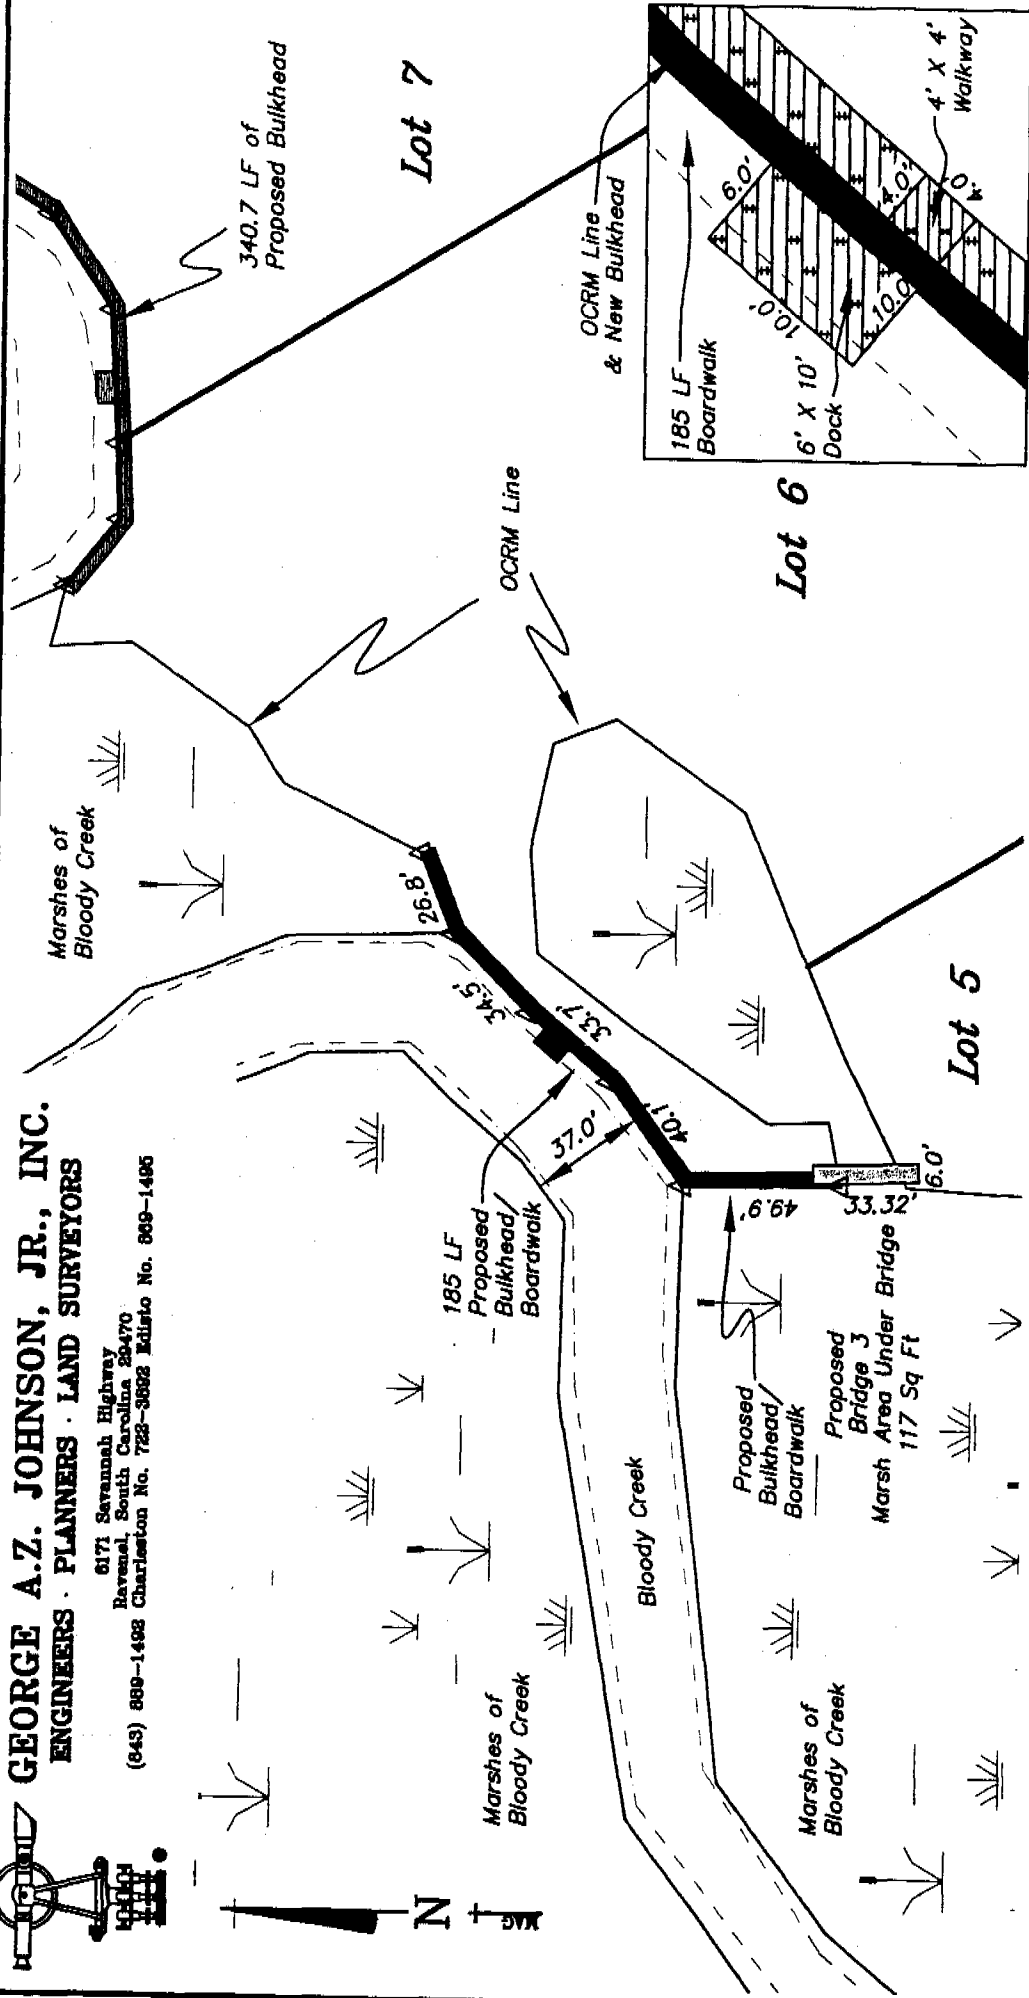 GEORGE A.Z. JOHNSON, JR., INC.
ENGINEERS · PLANNERS · LAND SURVEYORS
6171 Savannah Highway
Ravenel, South Carolina 29470
(843) 889-1492 Charleston No. 722-3892 Edisto No. 869-1495
N
MAG
Marshes of
Bloody Creek
340.7 LF of
Proposed Bulkhead
Lot 7
OCRM Line
26.8'
34.5'
33.7'
40.1'
37.0'
49.9'
33.32'
6.0'
185 LF
Proposed
Bulkhead/
Boardwalk
Marshes of
Bloody Creek
Bloody Creek
Proposed
Bulkhead/
Boardwalk
Proposed
Bridge 3
Marsh Area Under Bridge
117 Sq Ft
Marshes of
Bloody Creek
Lot 5
Lot 6
OCRM Line
& New Bulkhead
185 LF
Boardwalk
6' X 10'
Dock
6.0'
10.0'
10.0'
4.0'
4.0'
4' X 4'
Walkway